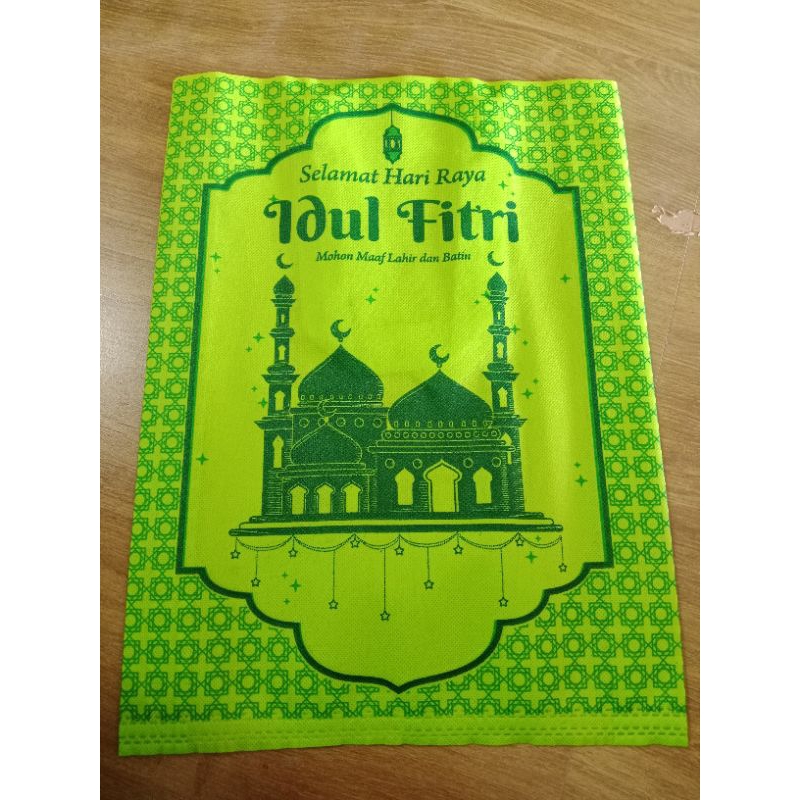 Selamat Hari Raya
Idul Fitri
Mohon Maaf Lahir dan Batin